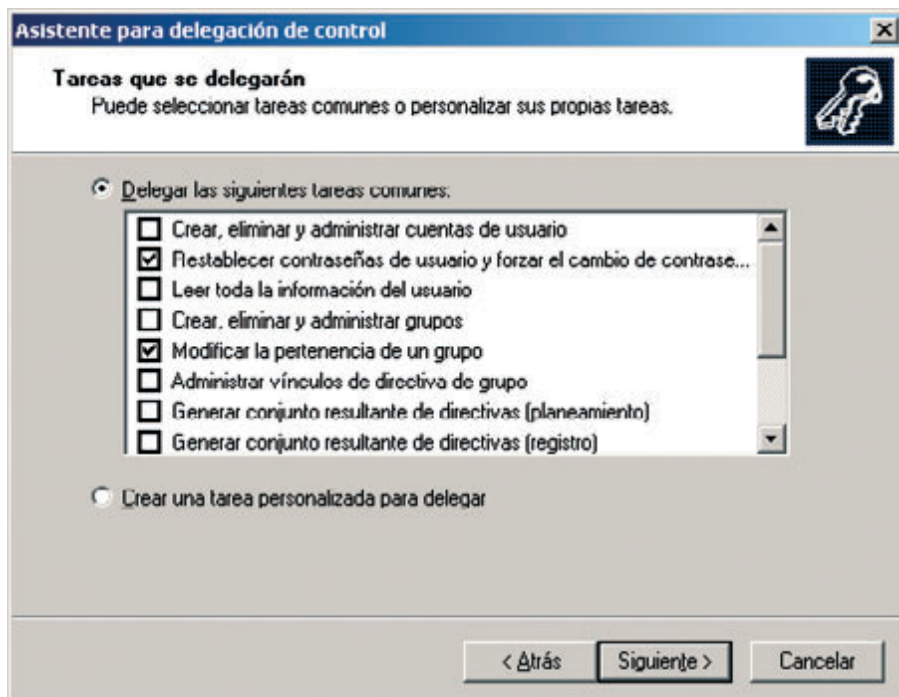 Asistente para delegación de control
Tareas que se delegarán
Puede seleccionar tareas comunes o personalizar sus propias tareas.
Delegar las siguientes tareas comunes:
Crear, eliminar y administrar cuentas de usuario
Restablecer contraseñas de usuario y forzar el cambio de contrase...
Leer toda la información del usuario
Crear, eliminar y administrar grupos
Modificar la pertenencia de un grupo
Administrar vínculos de directiva de grupo
Generar conjunto resultante de directivas (planeamiento)
Generar conjunto resultante de directivas (registro)
Crear una tarea personalizada para delegar
< Atrás
Siguiente >
Cancelar